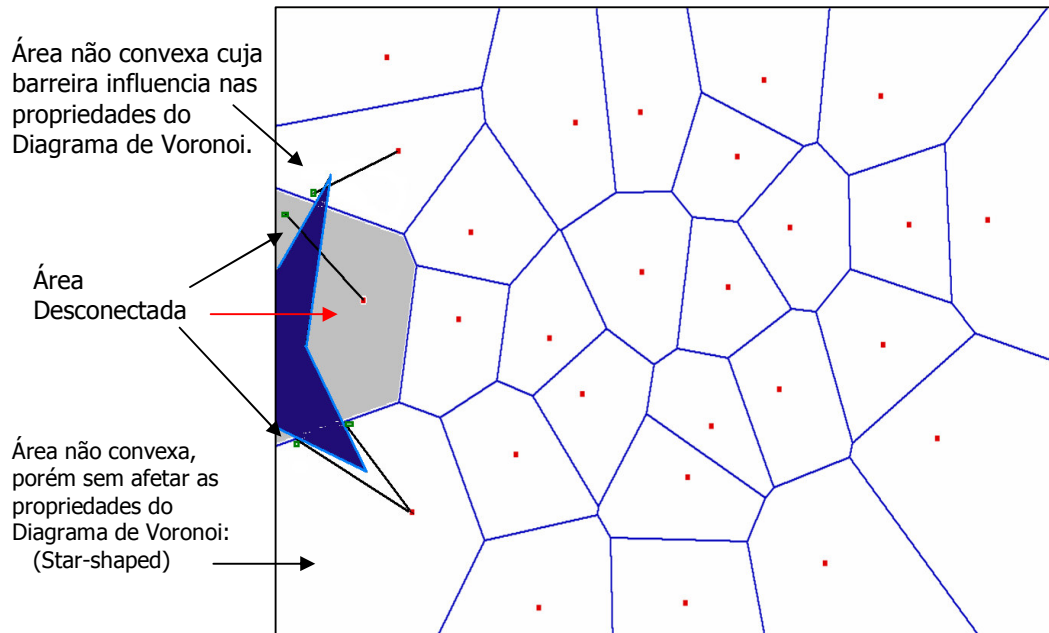 Área não convexa cuja
barreira influencia nas
propriedades do
Diagrama de Voronoi.
Área
Desconectada
Área não convexa,
porém sem afetar as
propriedades do
Diagrama de Voronoi:
(Star-shaped)